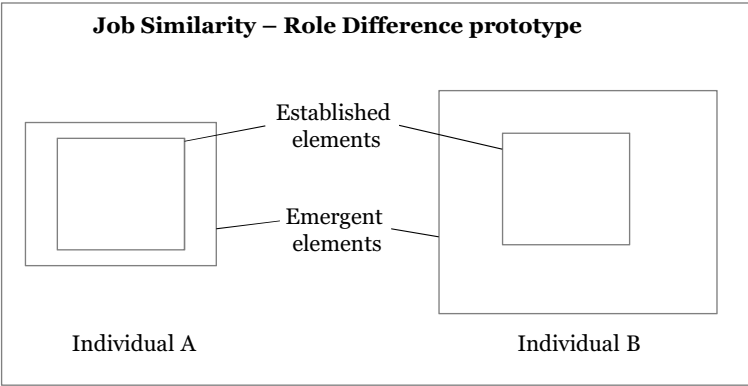 Job Similarity – Role Difference prototype
Established
elements
Emergent
elements
Individual A
Individual B